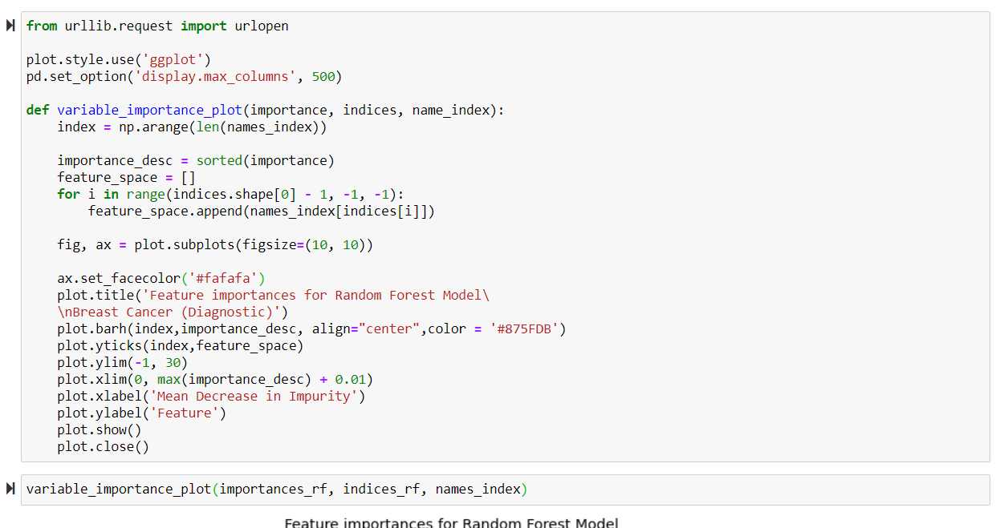 from urllib.request import urlopen
plot.style.use('ggplot')
pd.set_option('display.max_columns', 500)
def variable_importance_plot(importance, indices, name_index):
    index = np.arange(len(names_index))
    importance_desc = sorted(importance)
    feature_space = []
    for i in range(indices.shape[0] - 1, -1, -1):
        feature_space.append(names_index[indices[i]])
    fig, ax = plot.subplots(figsize=(10, 10))
    ax.set_facecolor('#fafafa')
    plot.title('Feature importances for Random Forest Model\
    \nBreast Cancer (Diagnostic)')
    plot.barh(index,importance_desc, align="center",color = '#875FDB')
    plot.yticks(index,feature_space)
    plot.ylim(-1, 30)
    plot.xlim(0, max(importance_desc) + 0.01)
    plot.xlabel('Mean Decrease in Impurity')
    plot.ylabel('Feature')
    plot.show()
    plot.close()
variable_importance_plot(importances_rf, indices_rf, names_index)
Feature importances for Random Forest Model